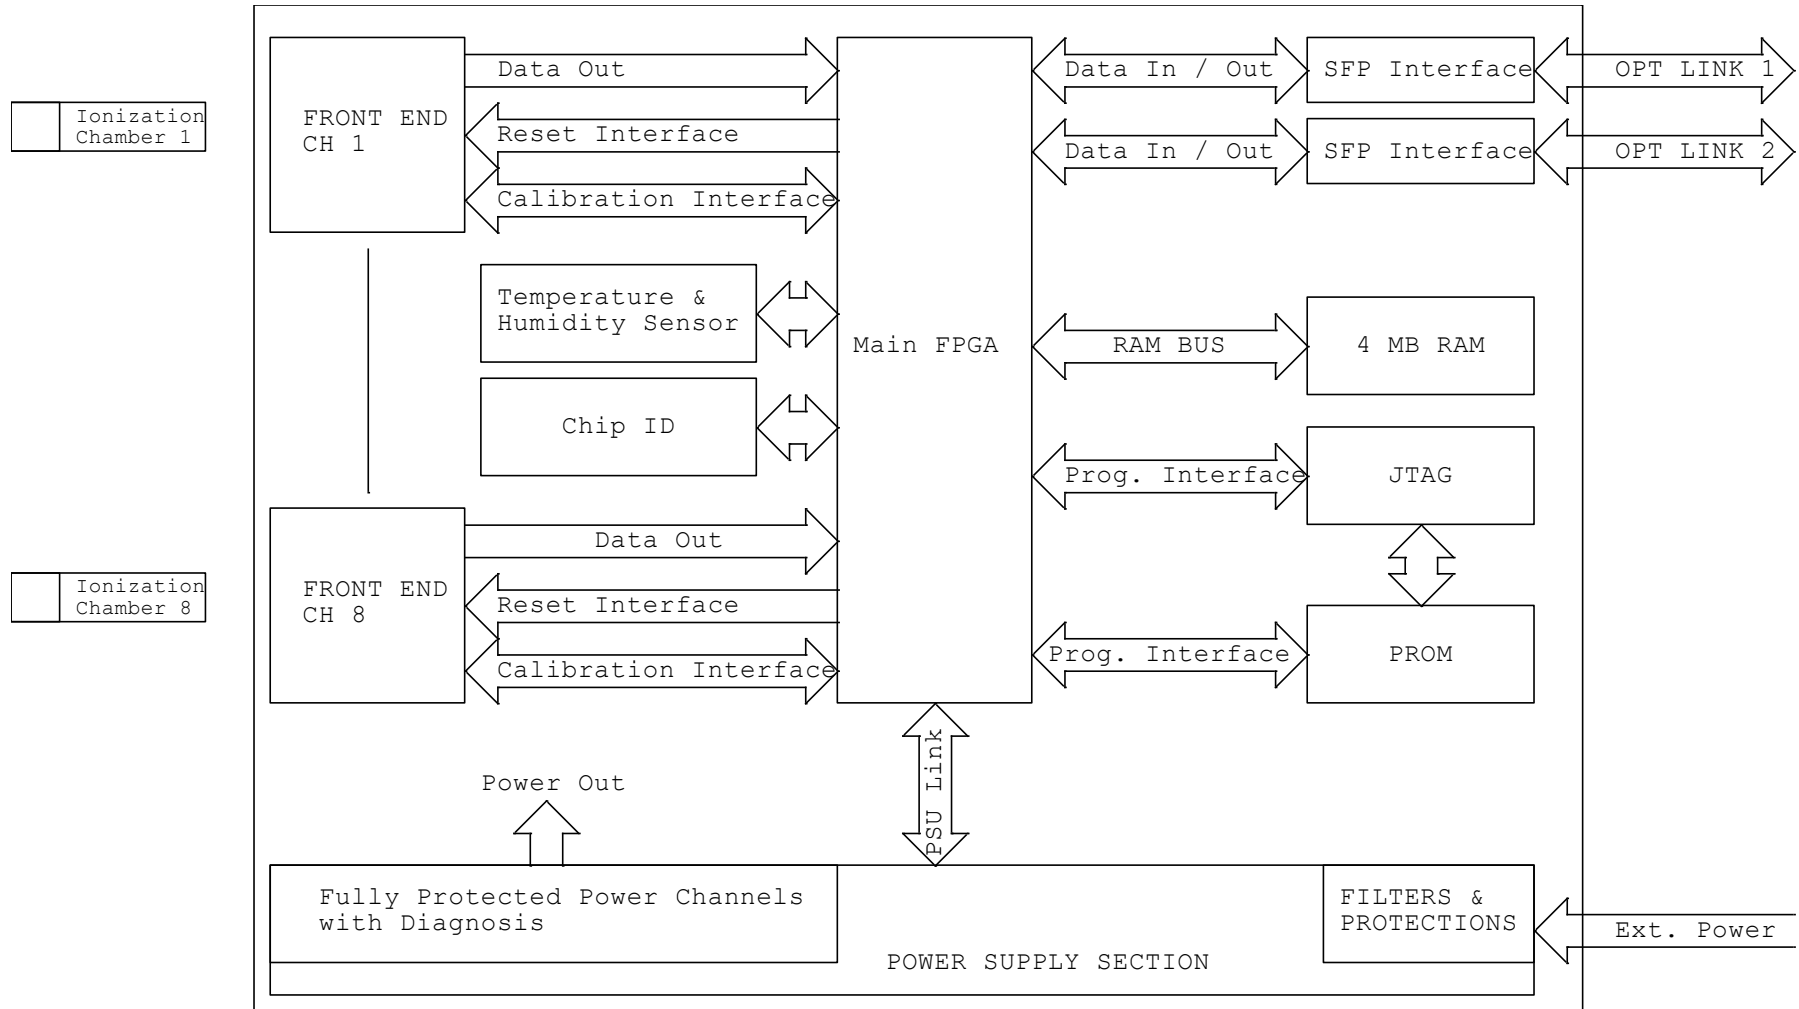 Data Out
Data In / Out
SFP Interface
OPT LINK 1
Ionization
Chamber 1
FRONT END
CH 1
Reset Interface
Data In / Out
SFP Interface
OPT LINK 2
Calibration Interface
Temperature &
Humidity Sensor
Main FPGA
RAM BUS
4 MB RAM
Chip ID
Prog. Interface
JTAG
Data Out
Ionization
Chamber 8
FRONT END
CH 8
Reset Interface
Calibration Interface
Prog. Interface
PROM
PSU Link
Power Out
Fully Protected Power Channels
with Diagnosis
FILTERS &
PROTECTIONS
Ext. Power
POWER SUPPLY SECTION